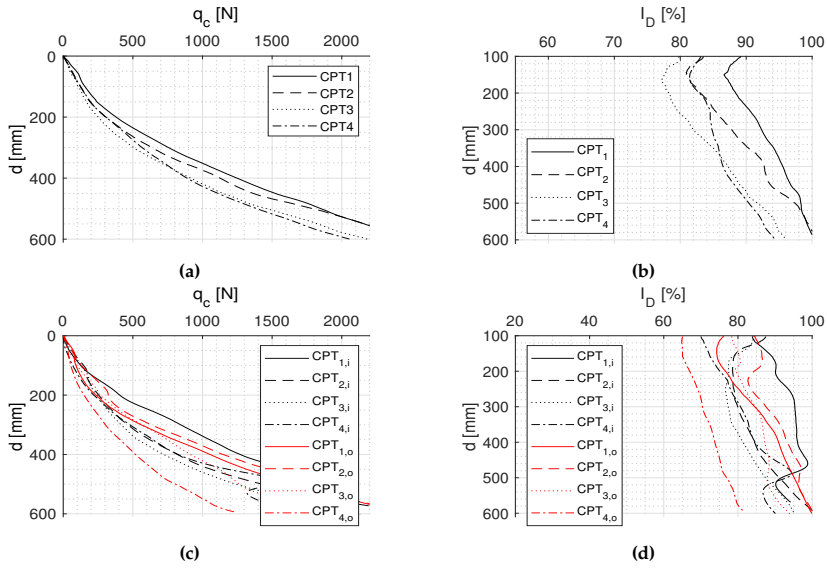 q_c [N]
0 500 1000 1500 2000
0
200
400
600
d [mm]
CPT1
CPT2
CPT3
CPT4
(a)
I_D [%]
60 70 80 90 100
100
200
300
400
500
600
d [mm]
CPT_1
CPT_2
CPT_3
CPT_4
(b)
q_c [N]
0 500 1000 1500 2000
0
200
400
600
d [mm]
CPT_1,i
CPT_2,i
CPT_3,i
CPT_4,i
CPT_1,o
CPT_2,o
CPT_3,o
CPT_4,o
(c)
I_D [%]
20 40 60 80 100
100
200
300
400
500
600
d [mm]
CPT_1,i
CPT_2,i
CPT_3,i
CPT_4,i
CPT_1,o
CPT_2,o
CPT_3,o
CPT_4,o
(d)